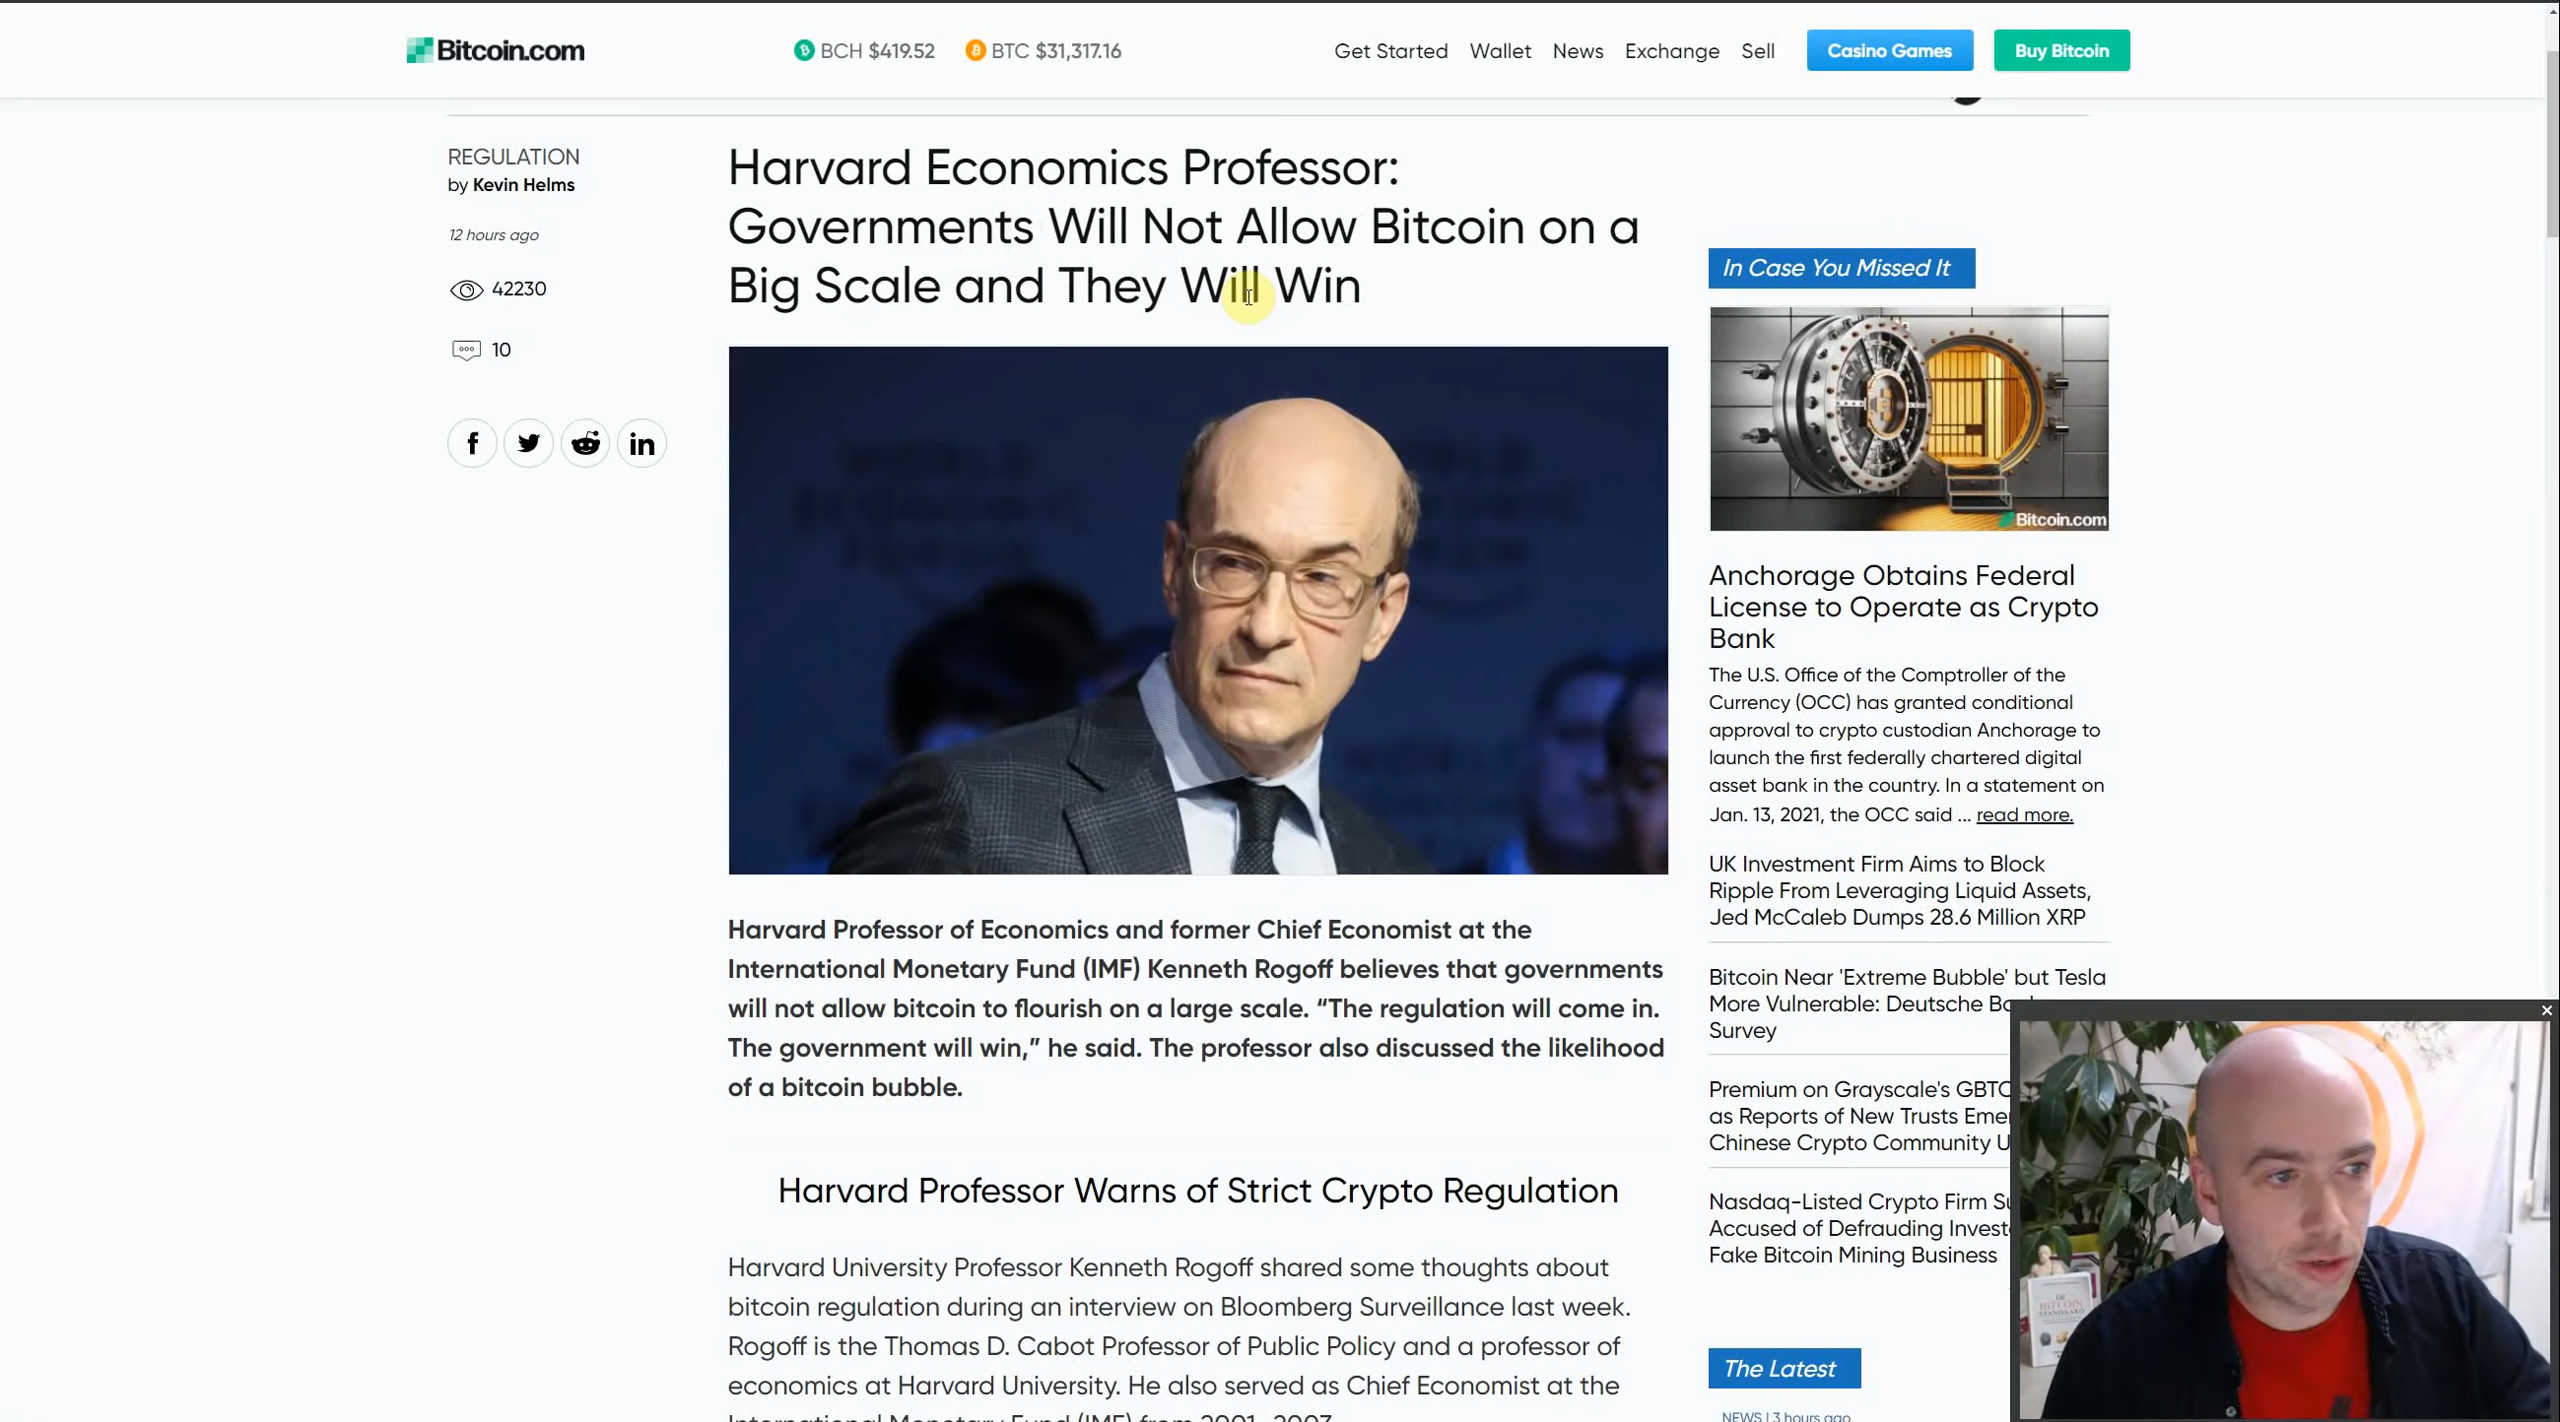 Bitcoin.com
BCH $419.52
BTC $31,317.16
Get Started
Wallet
News
Exchange
Sell
Casino Games
Buy Bitcoin
REGULATION
by Kevin Helms
12 hours ago
42230
10
Harvard Economics Professor:
Governments Will Not Allow Bitcoin on a
Big Scale and They Will Win
Harvard Professor of Economics and former Chief Economist at the
International Monetary Fund (IMF) Kenneth Rogoff believes that governments
will not allow bitcoin to flourish on a large scale. “The regulation will come in.
The government will win,” he said. The professor also discussed the likelihood
of a bitcoin bubble.
Harvard Professor Warns of Strict Crypto Regulation
Harvard University Professor Kenneth Rogoff shared some thoughts about
bitcoin regulation during an interview on Bloomberg Surveillance last week.
Rogoff is the Thomas D. Cabot Professor of Public Policy and a professor of
economics at Harvard University. He also served as Chief Economist at the
International Monetary Fund (IMF) from 2001–2003.
In Case You Missed It
Bitcoin.com
Anchorage Obtains Federal
License to Operate as Crypto
Bank
The U.S. Office of the Comptroller of the
Currency (OCC) has granted conditional
approval to crypto custodian Anchorage to
launch the first federally chartered digital
asset bank in the country. In a statement on
Jan. 13, 2021, the OCC said ... read more.
UK Investment Firm Aims to Block
Ripple From Leveraging Liquid Assets,
Jed McCaleb Dumps 28.6 Million XRP
Bitcoin Near 'Extreme Bubble' but Tesla
More Vulnerable: Deutsche
Survey
Premium on Grayscale's GBTC
as Reports of New Trusts
Chinese Crypto Community
Nasdaq-Listed Crypto Firm
Accused of Defrauding
Fake Bitcoin Mining Business
The Latest
NEWS | 3 hours ago
DE
BITCOIN
STANDAARD